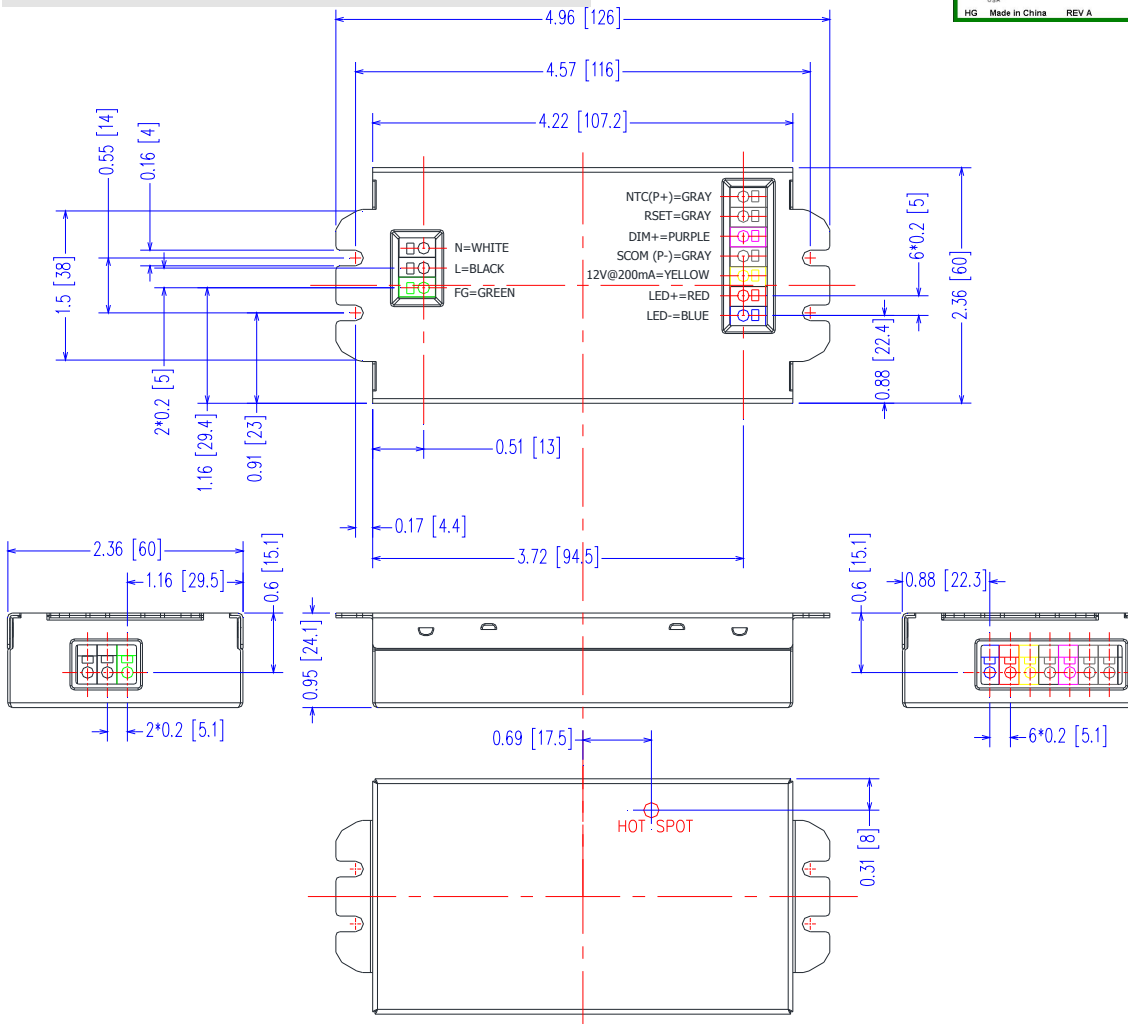 HG Made in China REV A
4.96 [126]
4.57 [116]
4.22 [107.2]
0.55 [14]
0.16 [4]
1.5 [38]
2*0.2 [5]
1.16 [29.4]
0.91 [23]
N=WHITE
L=BLACK
FG=GREEN
NTC(P+)=GRAY
RSET=GRAY
DIM+=PURPLE
SCOM (P-)=GRAY
12V@200mA=YELLOW
LED+=RED
LED-=BLUE
6*0.2 [5]
2.36 [60]
0.88 [22.4]
0.51 [13]
0.17 [4.4]
3.72 [94.5]
2.36 [60]
1.16 [29.5]
0.6 [15.1]
2*0.2 [5.1]
0.95 [24.1]
0.6 [15.1]
0.88 [22.3]
6*0.2 [5.1]
0.69 [17.5]
HOT SPOT
0.31 [8]